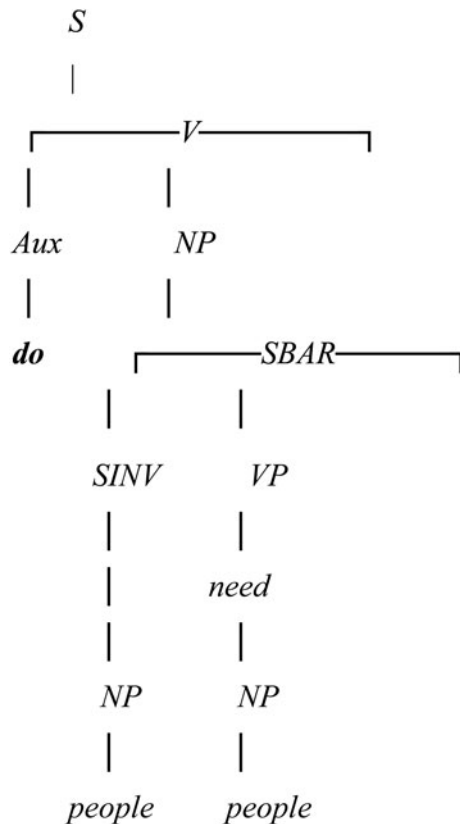 S
V
Aux NP
do SBAR
SINV VP
need
NP NP
people people